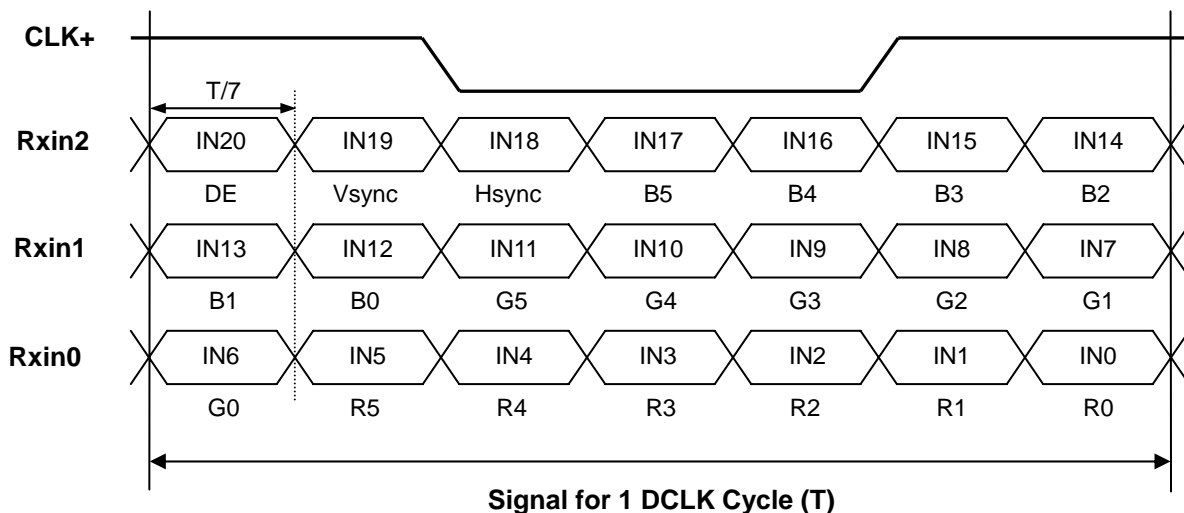 CLK+
T/7
Rxin2 IN20 IN19 IN18 IN17 IN16 IN15 IN14
DE Vsync Hsync B5 B4 B3 B2
Rxin1 IN13 IN12 IN11 IN10 IN9 IN8 IN7
B1 B0 G5 G4 G3 G2 G1
Rxin0 IN6 IN5 IN4 IN3 IN2 IN1 IN0
G0 R5 R4 R3 R2 R1 R0
Signal for 1 DCLK Cycle (T)